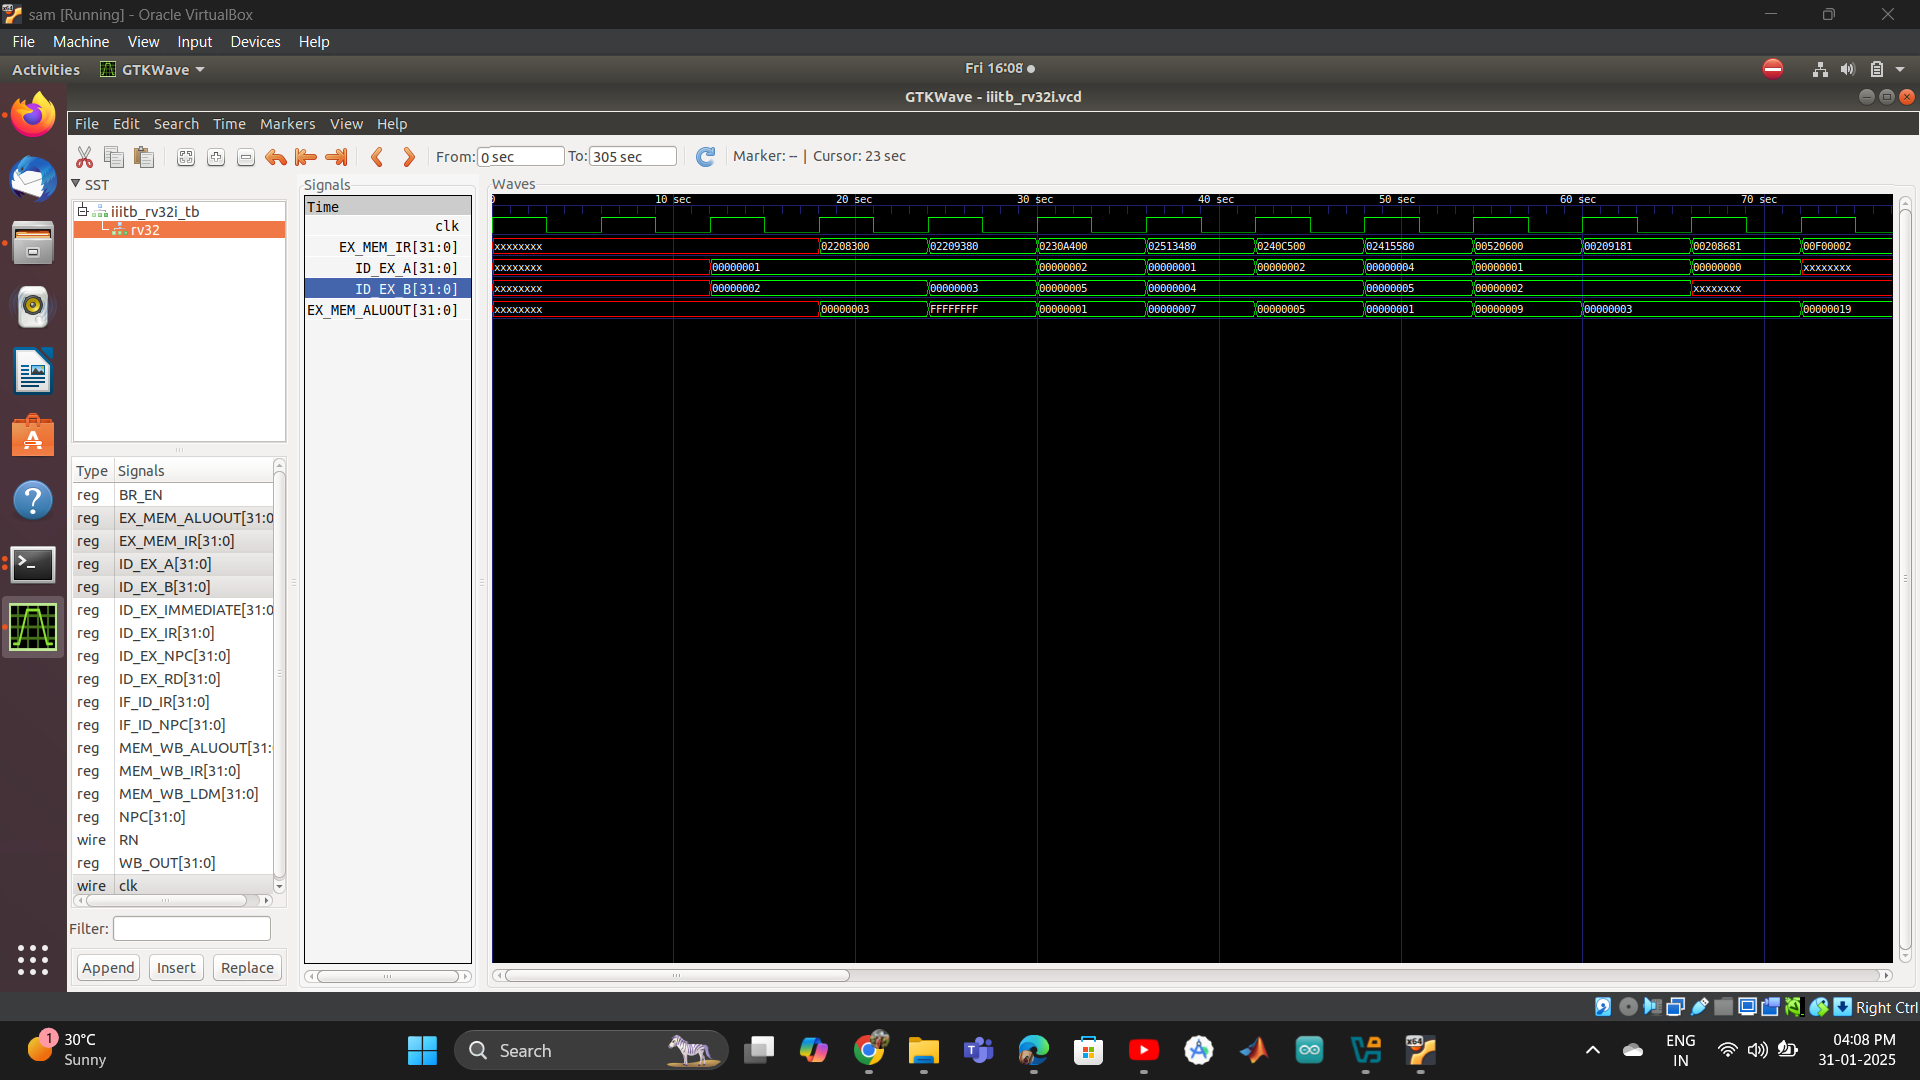 sam [Running] - Oracle VirtualBox
File Machine View Input Devices Help
Activities GTKWave Fri 16:08
GTKWave - iiitb_rv32i.vcd
File Edit Search Time Markers View Help
From: 0 sec To: 305 sec Marker: -- | Cursor: 23 sec
SST
iiitb_rv32i_tb
rv32
Type Signals
reg BR_EN
reg EX_MEM_ALUOUT[31:0
reg EX_MEM_IR[31:0]
reg ID_EX_A[31:0]
reg ID_EX_B[31:0]
reg ID_EX_IMMEDIATE[31:0
reg ID_EX_IR[31:0]
reg ID_EX_NPC[31:0]
reg ID_EX_RD[31:0]
reg IF_ID_IR[31:0]
reg IF_ID_NPC[31:0]
reg MEM_WB_ALUOUT[31:
reg MEM_WB_IR[31:0]
reg MEM_WB_LDM[31:0]
reg NPC[31:0]
wire RN
reg WB_OUT[31:0]
wire clk
Filter:
Append Insert Replace
Signals
Time
clk
EX_MEM_IR[31:0]
ID_EX_A[31:0]
ID_EX_B[31:0]
EX_MEM_ALUOUT[31:0]
Waves
0 10 sec 20 sec 30 sec 40 sec 50 sec 60 sec 70 sec
xxxxxxxx 02208300 02209380 0230A400 02513480 0240C500 02415580 00520600 00209181 00208681 00F00002
xxxxxxxx 00000001 00000002 00000001 00000002 00000004 00000001 00000000 xxxxxxxx
xxxxxxxx 00000002 00000003 00000005 00000004 00000005 00000002 xxxxxxxx
xxxxxxxx 00000003 FFFFFFFF 00000001 00000007 00000005 00000001 00000009 00000003 00000019
Right Ctrl
1 30°C
Sunny
Search
x64
ENG
IN
04:08 PM
31-01-2025